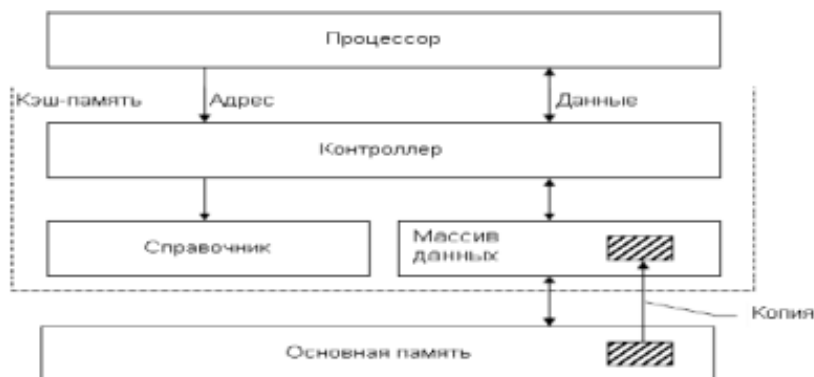 Процессор
Кэш-память
Адрес
Данные
Контроллер
Справочник
Массив
данных
Копия
Основная память